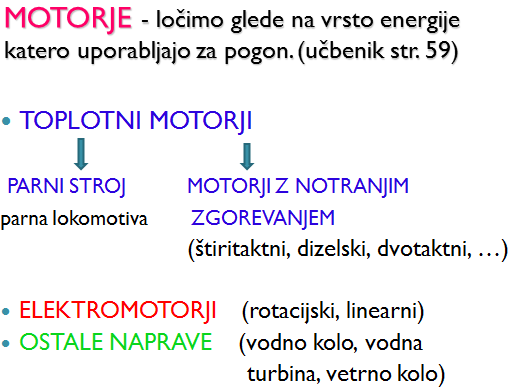 MOTORJE - ločimo glede na vrsto energije
katero uporabljajo za pogon. (učbenik str. 59)
• TOPLOTNI MOTORJI
PARNI STROJ MOTORJI Z NOTRANJIM
parna lokomotiva ZGOREVANJEM
(štiritaktni, dizelski, dvotaktni, …)
• ELEKTROMOTORJI (rotacijski, linearni)
• OSTALE NAPRAVE (vodno kolo, vodna
turbina, vetrno kolo)